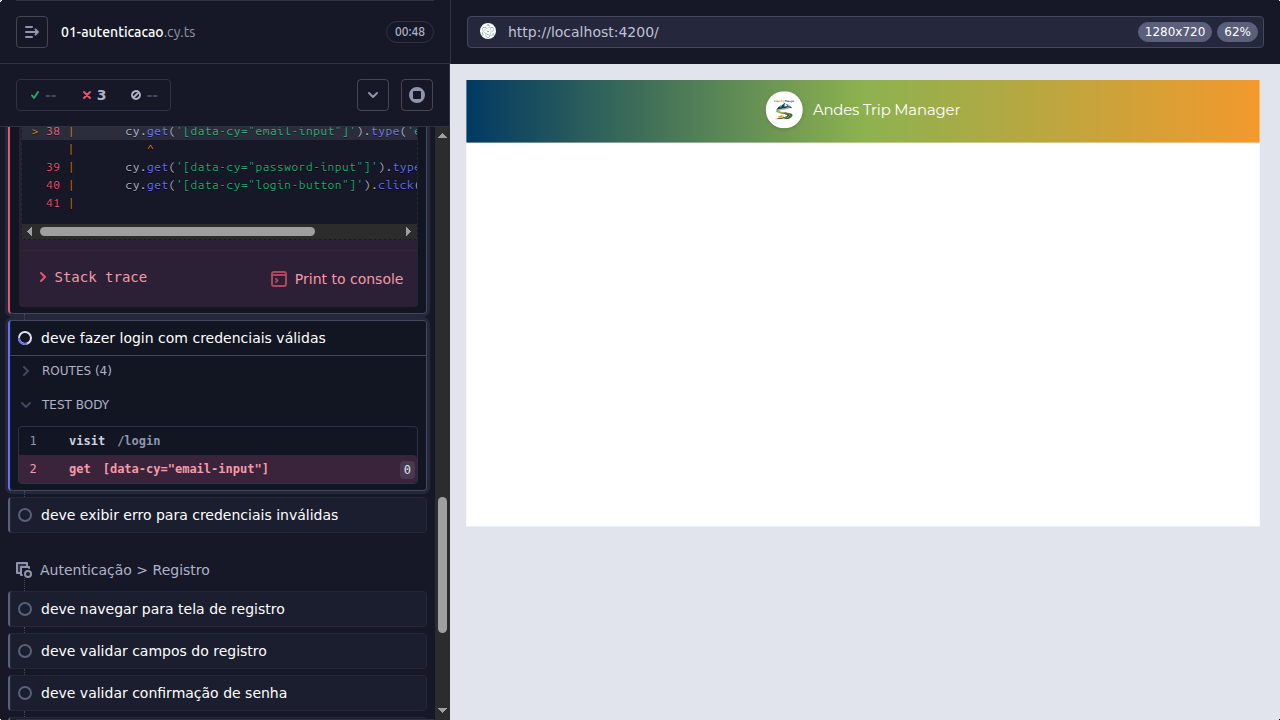 01-autenticacao.cy.ts
00:48
http://localhost:4200/
1280x720
62%
--
3
--
> 38 | cy.get('[data-cy="email-input"]').type('e
| ^
39 | cy.get('[data-cy="password-input"]').type
40 | cy.get('[data-cy="login-button"]').click(
41 |
Stack trace
Print to console
deve fazer login com credenciais válidas
ROUTES (4)
TEST BODY
1 visit /login
2 get [data-cy="email-input"] 0
deve exibir erro para credenciais inválidas
Autenticação > Registro
deve navegar para tela de registro
deve validar campos do registro
deve validar confirmação de senha
Andes Trip Manager